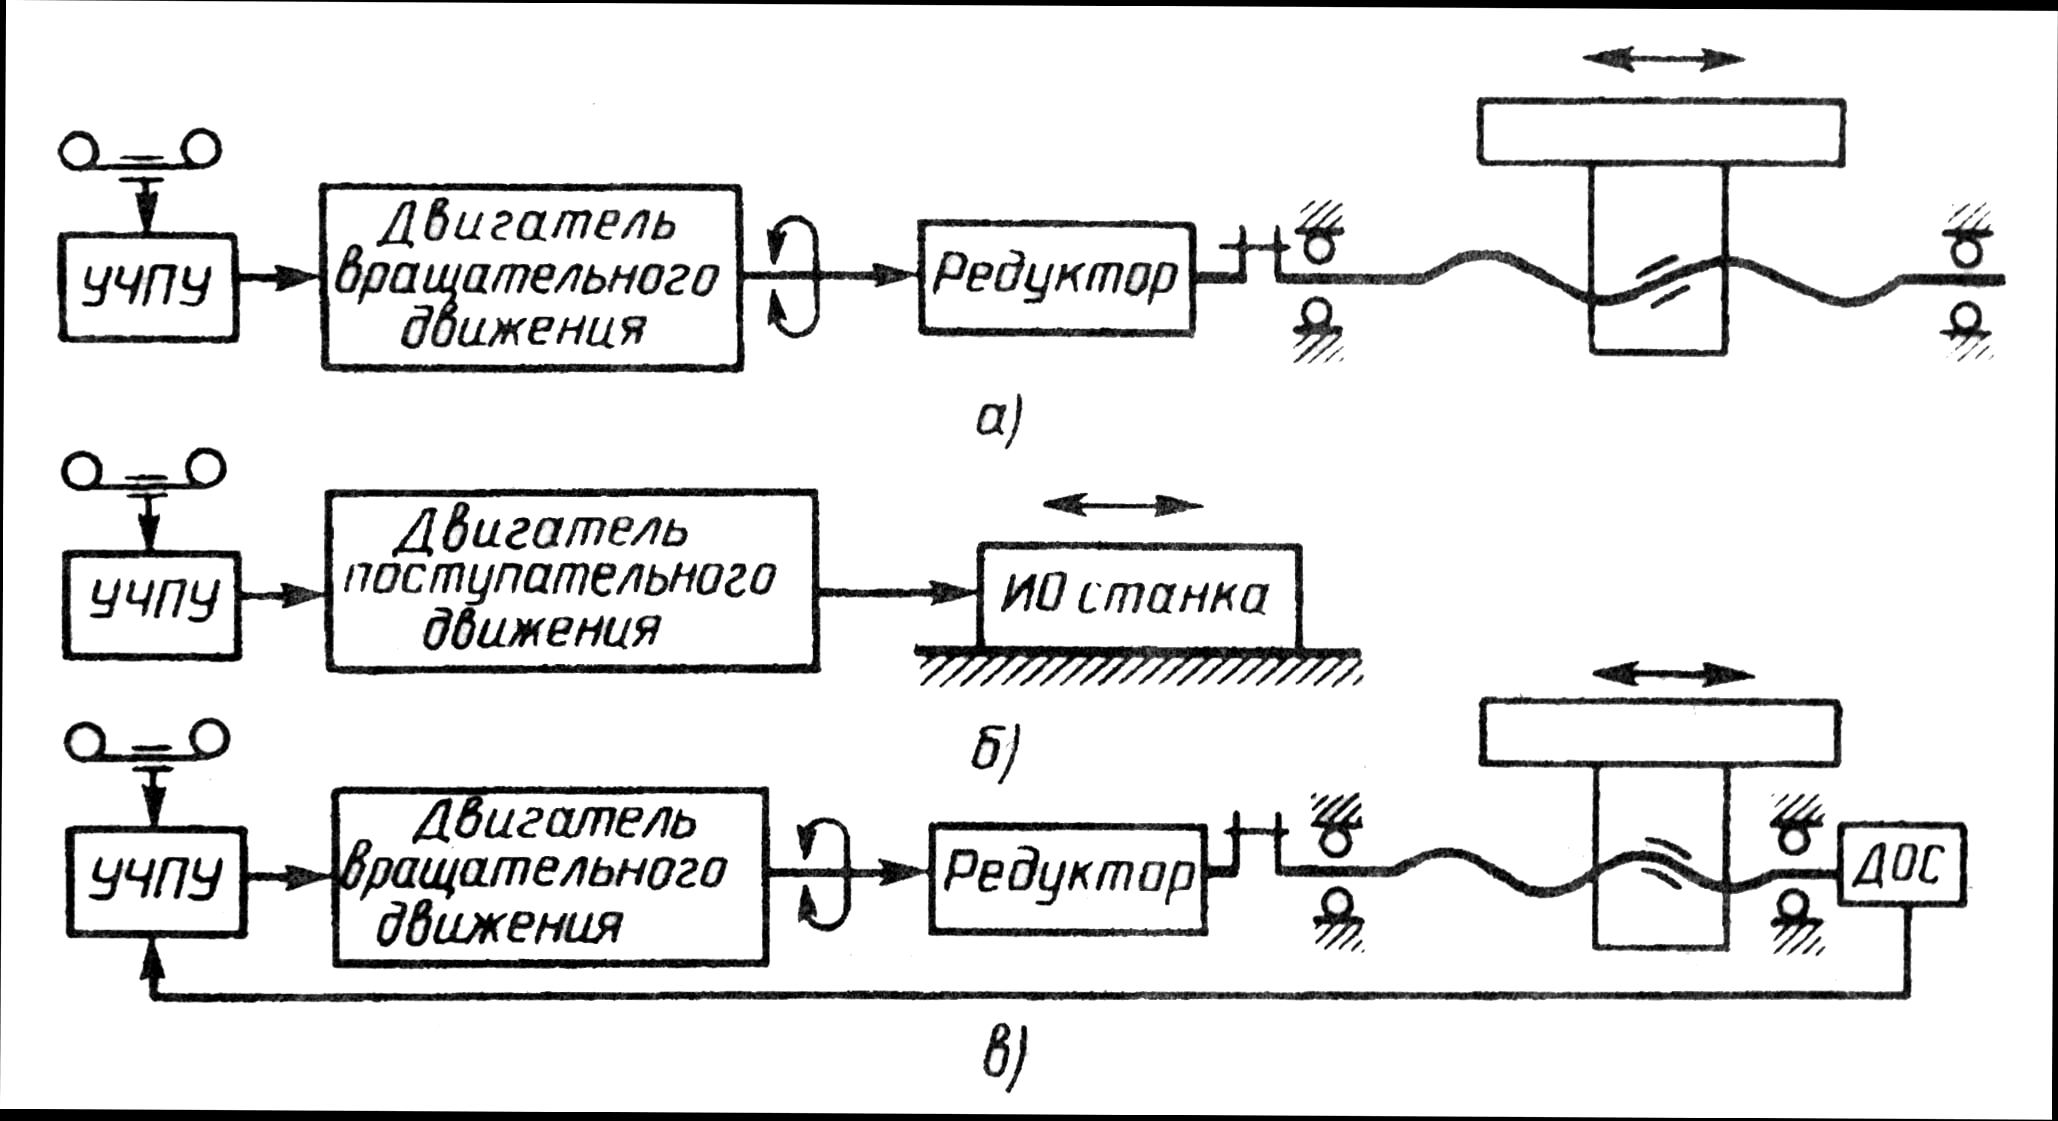 УЧПУ
Двигатель
вращательного
движения
Редуктор
а)
УЧПУ
Двигатель
поступательного
движения
ИО станка
б)
УЧПУ
Двигатель
вращательного
движения
Редуктор
ДОС
в)